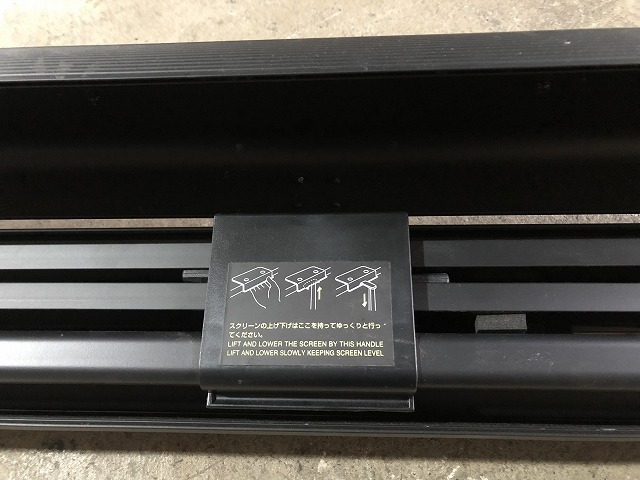 スクリーンの上げ下げはここを持ってゆっくりと行っ
てください。
LIFT AND LOWER THE SCREEN BY THIS HANDLE
LIFT AND LOWER SLOWLY KEEPING SCREEN LEVEL